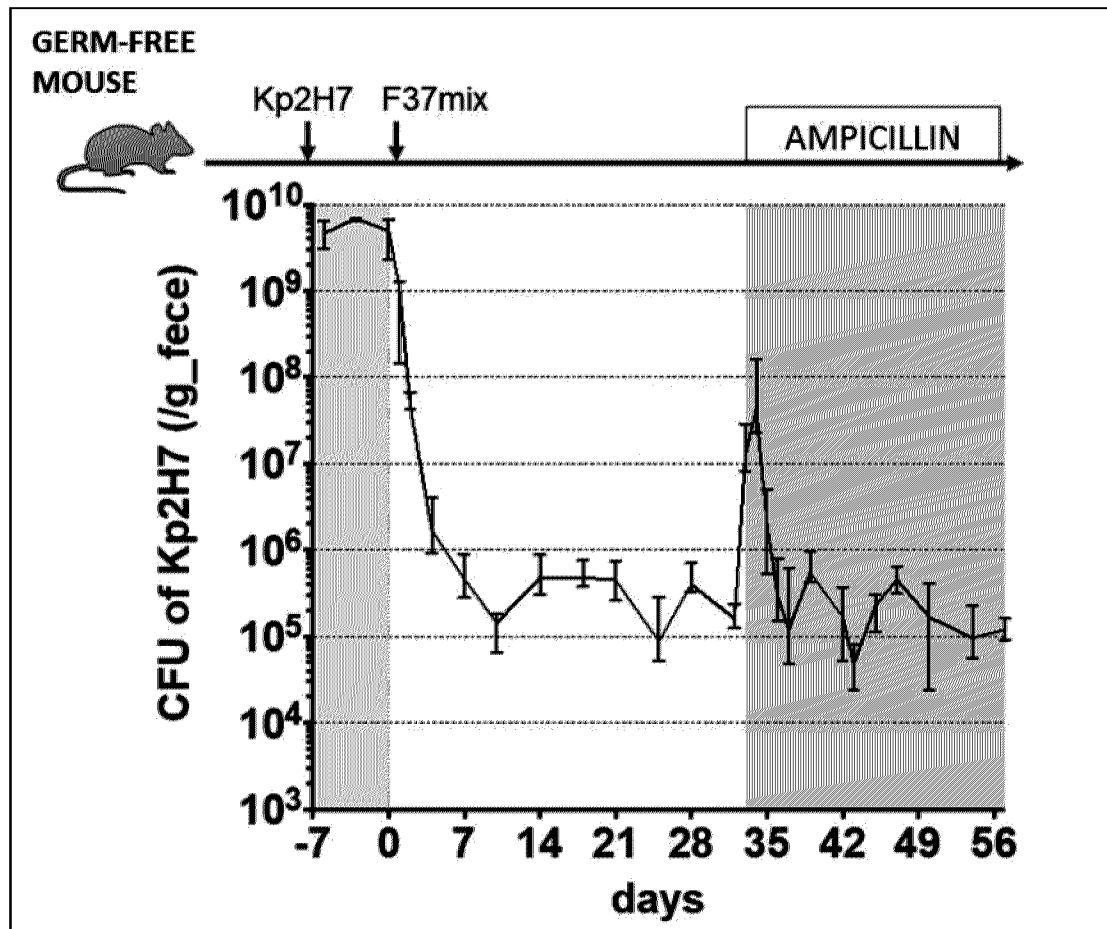 GERM-FREE
MOUSE
Kp2H7 F37mix
AMPICILLIN
CFU of Kp2H7 (/g_fece)
10¹⁰
10⁹
10⁸
10⁷
10⁶
10⁵
10⁴
10³
-7 0 7 14 21 28 35 42 49 56
days